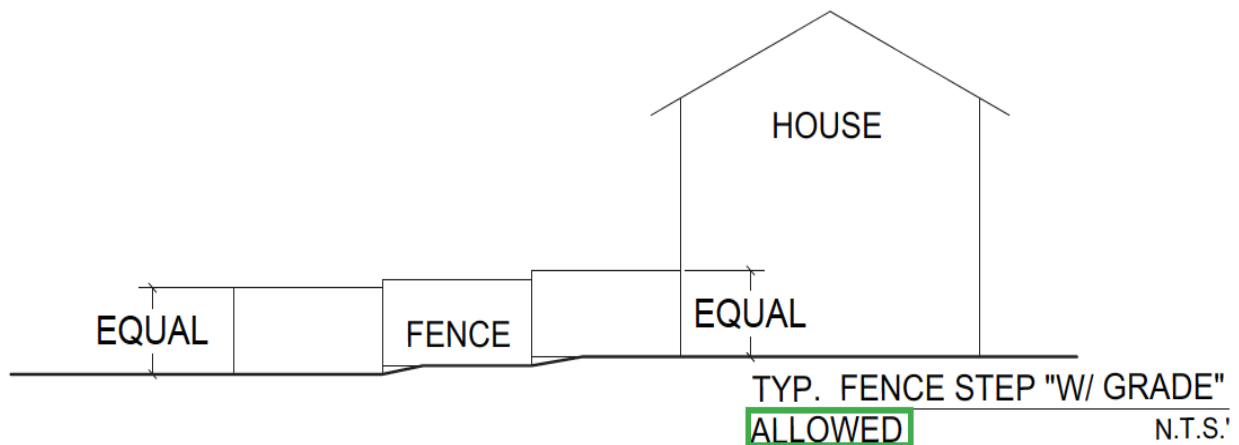 HOUSE
EQUAL
EQUAL
FENCE
TYP. FENCE STEP "W/ GRADE"
ALLOWED
N.T.S.'